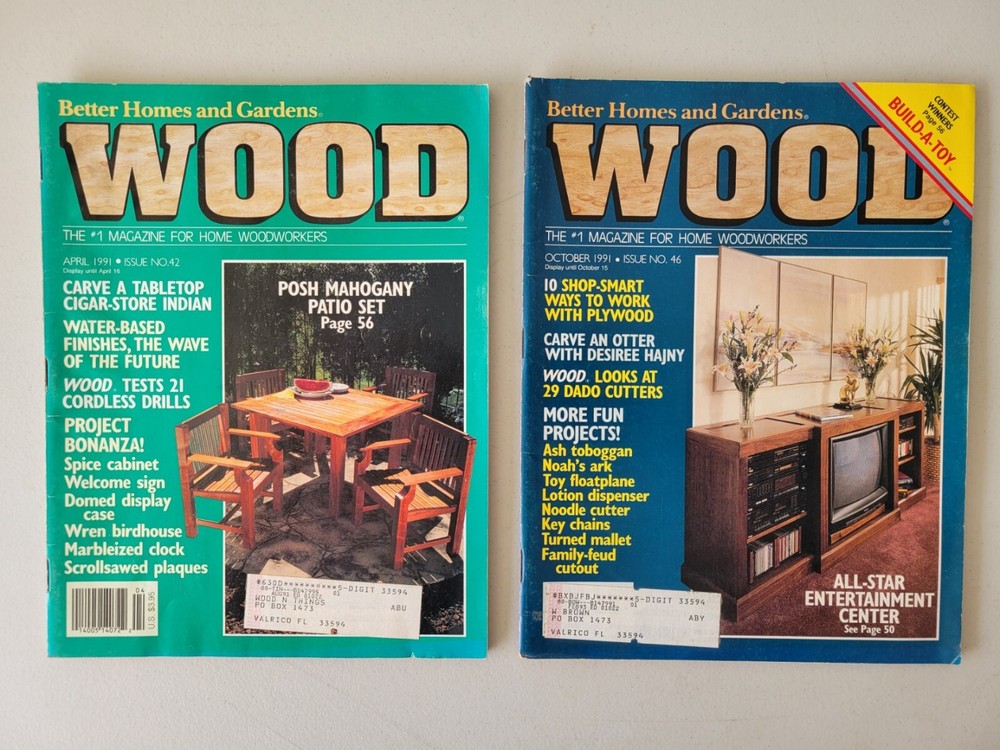 Better Homes and Gardens®
WOOD®
THE #1 MAGAZINE FOR HOME WOODWORKERS
APRIL 1991 • ISSUE NO.42
Display until April 16
CARVE A TABLETOP
CIGAR-STORE INDIAN
WATER-BASED
FINISHES, THE WAVE
OF THE FUTURE
WOOD® TESTS 21
CORDLESS DRILLS
PROJECT
BONANZA!
Spice cabinet
Welcome sign
Domed display
case
Wren birdhouse
Marbleized clock
Scrollsawed plaques
POSH MAHOGANY
PATIO SET
Page 56
04
U.S. $3.95
5-DIGIT 33594
WOOD N THINGS
PO BOX 1473 ABU
VALRICO FL 33594
Better Homes and Gardens®
WOOD®
THE #1 MAGAZINE FOR HOME WOODWORKERS
CONTEST
WINNERS
Page 56
BUILD-A-TOY™
OCTOBER 1991 • ISSUE NO. 46
Display until October 15
10 SHOP-SMART
WAYS TO WORK
WITH PLYWOOD
CARVE AN OTTER
WITH DESIREE HAJNY
WOOD® LOOKS AT
29 DADO CUTTERS
MORE FUN
PROJECTS!
Ash toboggan
Noah's ark
Toy floatplane
Lotion dispenser
Noodle cutter
Key chains
Turned mallet
Family-feud
cutout
ALL-STAR
ENTERTAINMENT
CENTER
See Page 50
5-DIGIT 33594
W BROWN
PO BOX 1473 ABY
VALRICO FL 33594